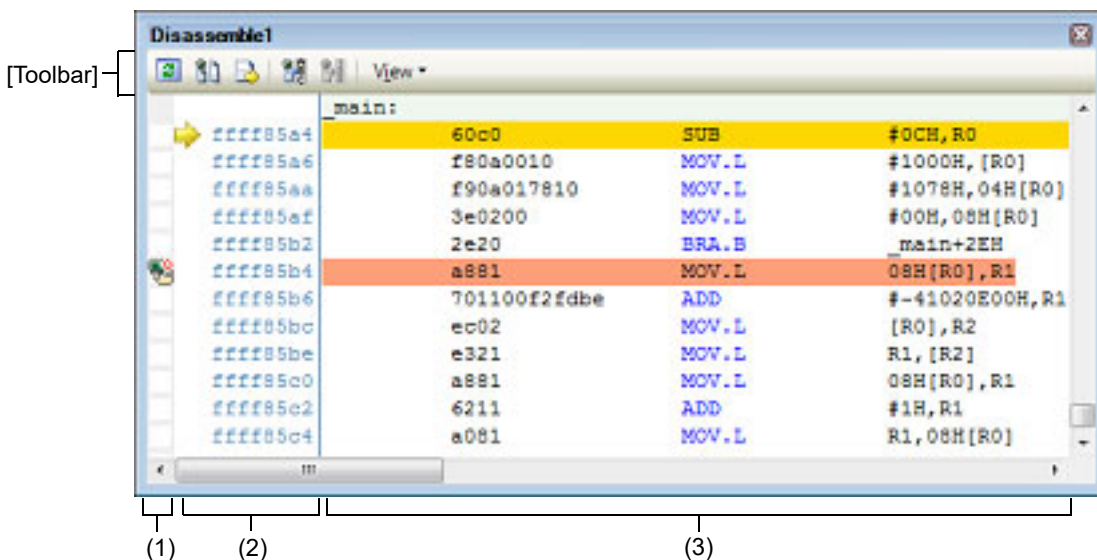 Disassemble1
[Toolbar]
View
_main:
ffff85a4 60c0 SUB #0CH,R0
ffff85a6 f80a0010 MOV.L #1000H,[R0]
ffff85aa f90a017810 MOV.L #1078H,04H[R0]
ffff85af 3e0200 MOV.L #00H,08H[R0]
ffff85b2 2e20 BRA.B _main+2EH
ffff85b4 a881 MOV.L 08H[R0],R1
ffff85b6 701100f2fdbe ADD #-41020E00H,R1
ffff85bc ec02 MOV.L [R0],R2
ffff85be e321 MOV.L R1,[R2]
ffff85c0 a881 MOV.L 08H[R0],R1
ffff85c2 6211 ADD #1H,R1
ffff85c4 a081 MOV.L R1,08H[R0]
(1) (2) (3)